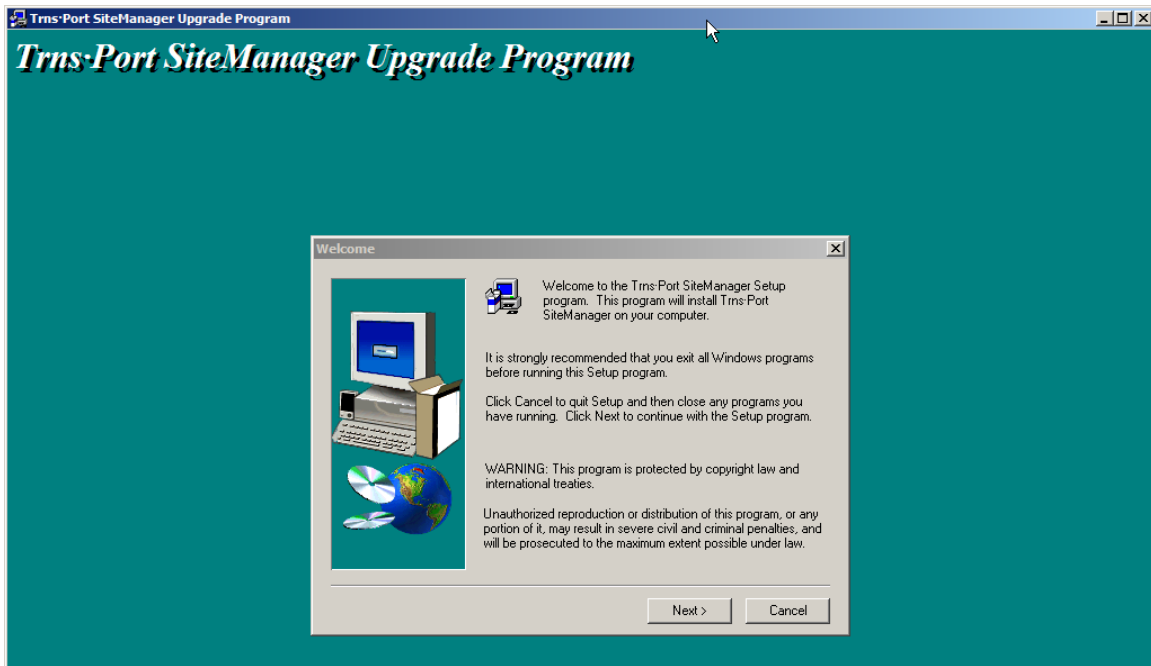 Trns·Port SiteManager Upgrade Program
Trns·Port SiteManager Upgrade Program
Welcome
Welcome to the Trns·Port SiteManager Setup
program. This program will install Trns·Port
SiteManager on your computer.
It is strongly recommended that you exit all Windows programs
before running this Setup program.
Click Cancel to quit Setup and then close any programs you
have running. Click Next to continue with the Setup program.
WARNING: This program is protected by copyright law and
international treaties.
Unauthorized reproduction or distribution of this program, or any
portion of it, may result in severe civil and criminal penalties, and
will be prosecuted to the maximum extent possible under law.
Next >
Cancel